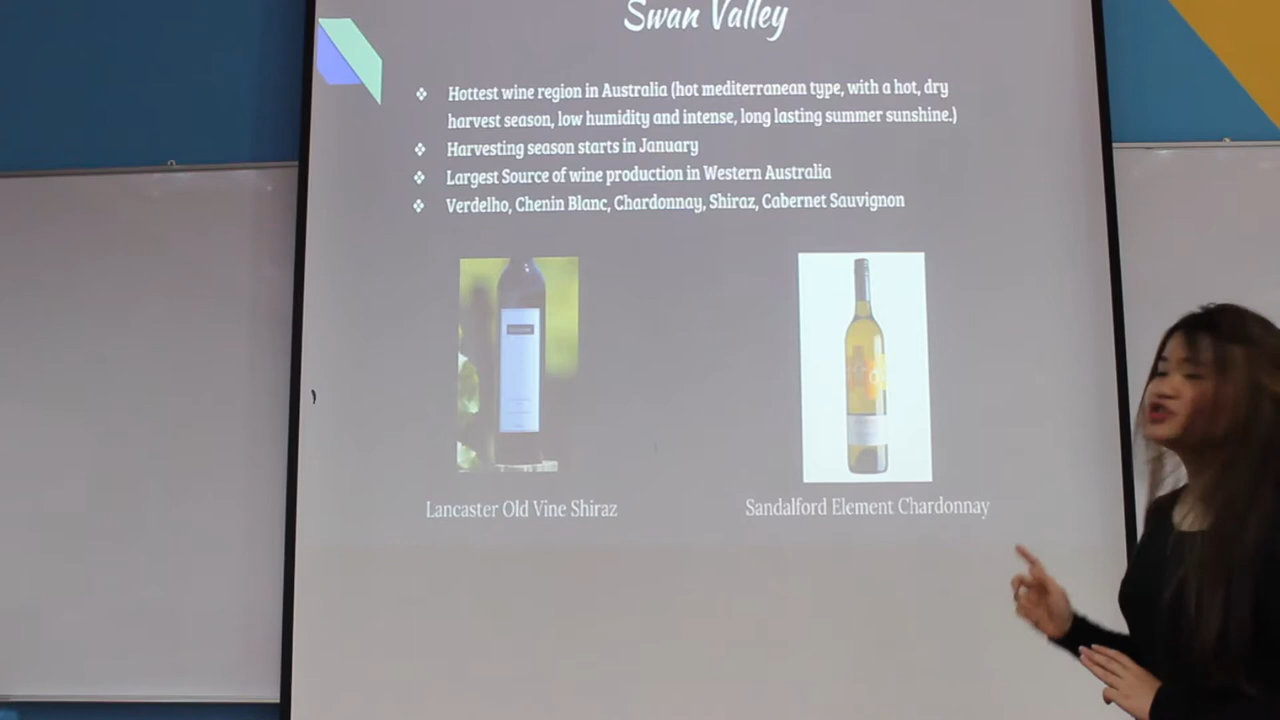 Swan Valley
❖ Hottest wine region in Australia (hot mediterranean type, with a hot, dry
harvest season, low humidity and intense, long lasting summer sunshine.)
❖ Harvesting season starts in January
❖ Largest Source of wine production in Western Australia
❖ Verdelho, Chenin Blanc, Chardonnay, Shiraz, Cabernet Sauvignon
Lancaster Old Vine Shiraz
Sandalford Element Chardonnay